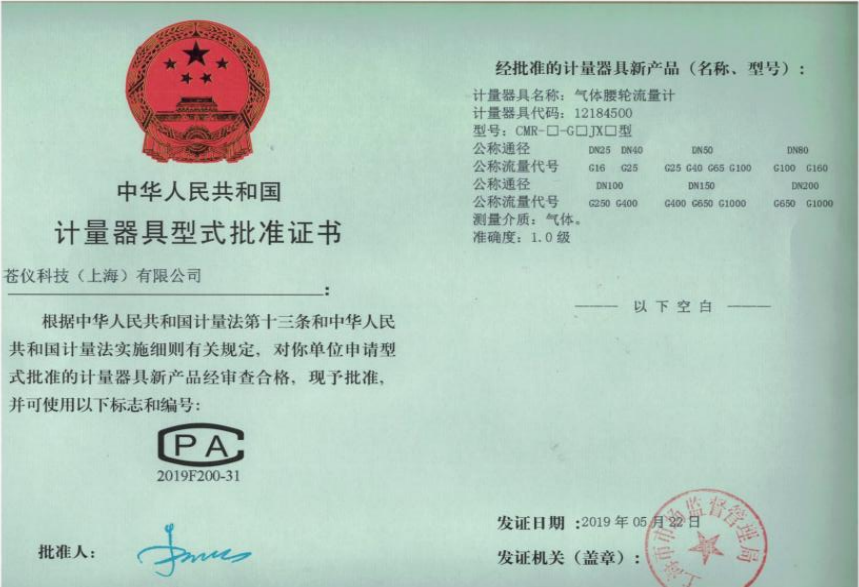 中华人民共和国
计量器具型式批准证书
苍仪科技（上海）有限公司
：
根据中华人民共和国计量法第十三条和中华人民
共和国计量法实施细则有关规定，对你单位申请型
式批准的计量器具新产品经审查合格，现予批准，
并可使用以下标志和编号：
CPA
2019F200-31
批准人：
经批准的计量器具新产品（名称、型号）：
计量器具名称：气体腰轮流量计
计量器具代码：12184500
型号：CMR-□-G□JX□型
公称通径 DN25 DN40 DN50 DN80
公称流量代号 G16 G25 G25 G40 G65 G100 G100 G160
公称通径 DN100 DN150 DN200
公称流量代号 G250 G400 G400 G650 G1000 G650 G1000
测量介质：气体。
准确度：1.0级
—— 以下空白 ——
发证日期：2019年05月22日
发证机关（盖章）：
上海市市场监督管理局